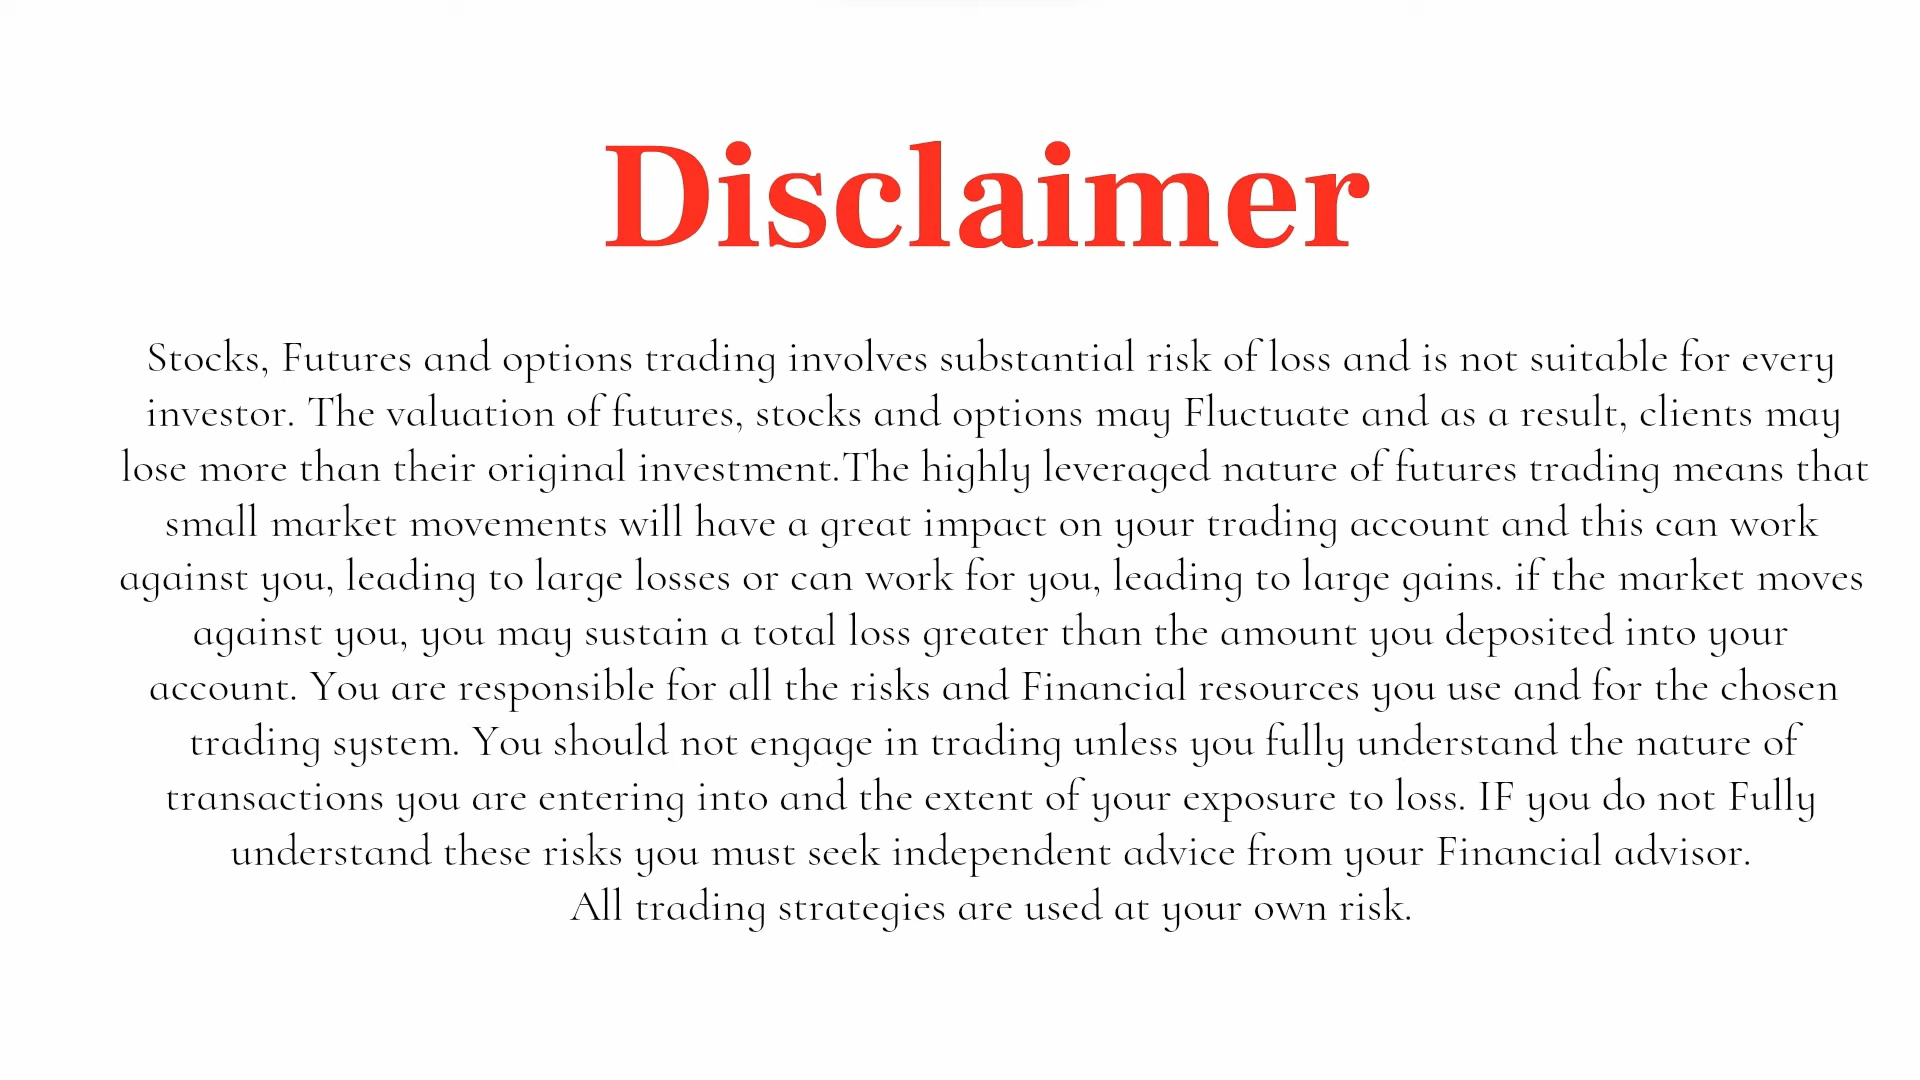 Disclaimer
Stocks, Futures and options trading involves substantial risk of loss and is not suitable for every
investor. The valuation of futures, stocks and options may Fluctuate and as a result, clients may
lose more than their original investment.The highly leveraged nature of futures trading means that
small market movements will have a great impact on your trading account and this can work
against you, leading to large losses or can work for you, leading to large gains. if the market moves
against you, you may sustain a total loss greater than the amount you deposited into your
account. You are responsible for all the risks and Financial resources you use and for the chosen
trading system. You should not engage in trading unless you fully understand the nature of
transactions you are entering into and the extent of your exposure to loss. IF you do not Fully
understand these risks you must seek independent advice from your Financial advisor.
All trading strategies are used at your own risk.